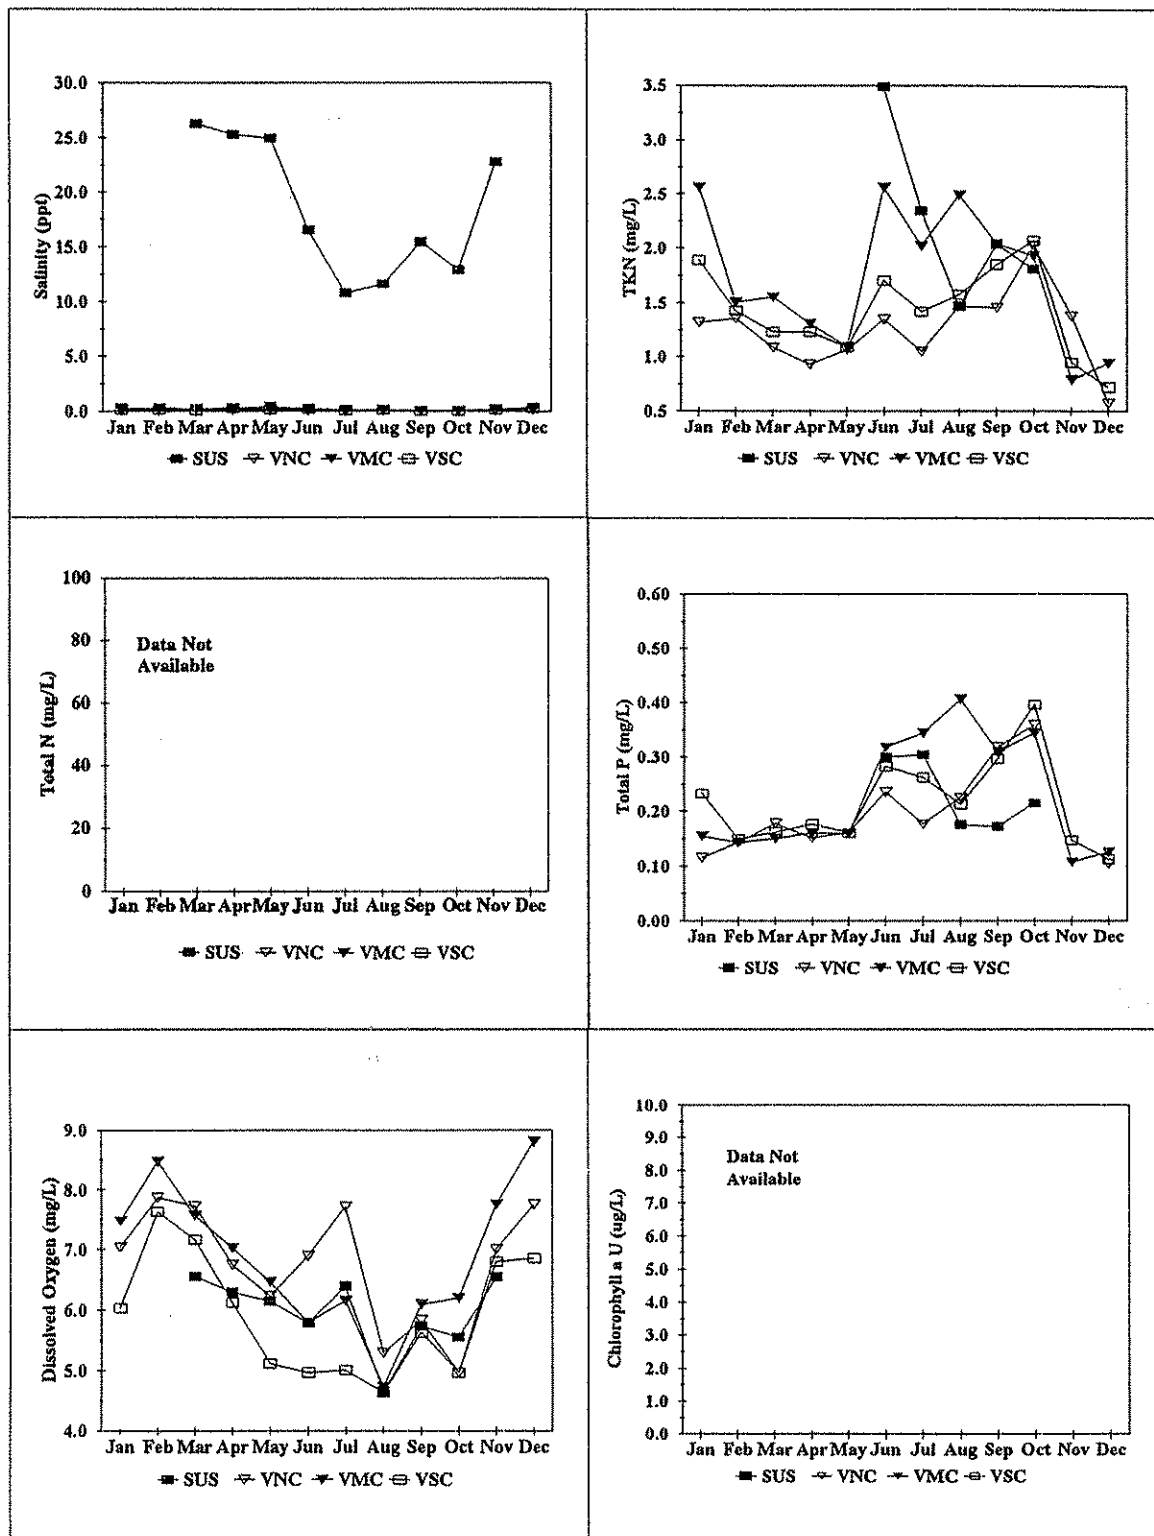 30.0
25.0
20.0
15.0
10.0
5.0
0.0
Salinity (ppt)
Jan Feb Mar Apr May Jun Jul Aug Sep Oct Nov Dec
SUS VNC VMC VSC
3.5
3.0
2.5
2.0
1.5
1.0
0.5
TKN (mg/L)
Jan Feb Mar Apr May Jun Jul Aug Sep Oct Nov Dec
SUS VNC VMC VSC
100
80
60
40
20
0
Total N (mg/L)
Data Not
Available
Jan Feb Mar Apr May Jun Jul Aug Sep Oct Nov Dec
SUS VNC VMC VSC
0.60
0.50
0.40
0.30
0.20
0.10
0.00
Total P (mg/L)
Jan Feb Mar Apr May Jun Jul Aug Sep Oct Nov Dec
SUS VNC VMC VSC
9.0
8.0
7.0
6.0
5.0
4.0
Dissolved Oxygen (mg/L)
Jan Feb Mar Apr May Jun Jul Aug Sep Oct Nov Dec
SUS VNC VMC VSC
10.0
9.0
8.0
7.0
6.0
5.0
4.0
3.0
2.0
1.0
0.0
Chlorophyll a U (ug/L)
Data Not
Available
Jan Feb Mar Apr May Jun Jul Aug Sep Oct Nov Dec
SUS VNC VMC VSC